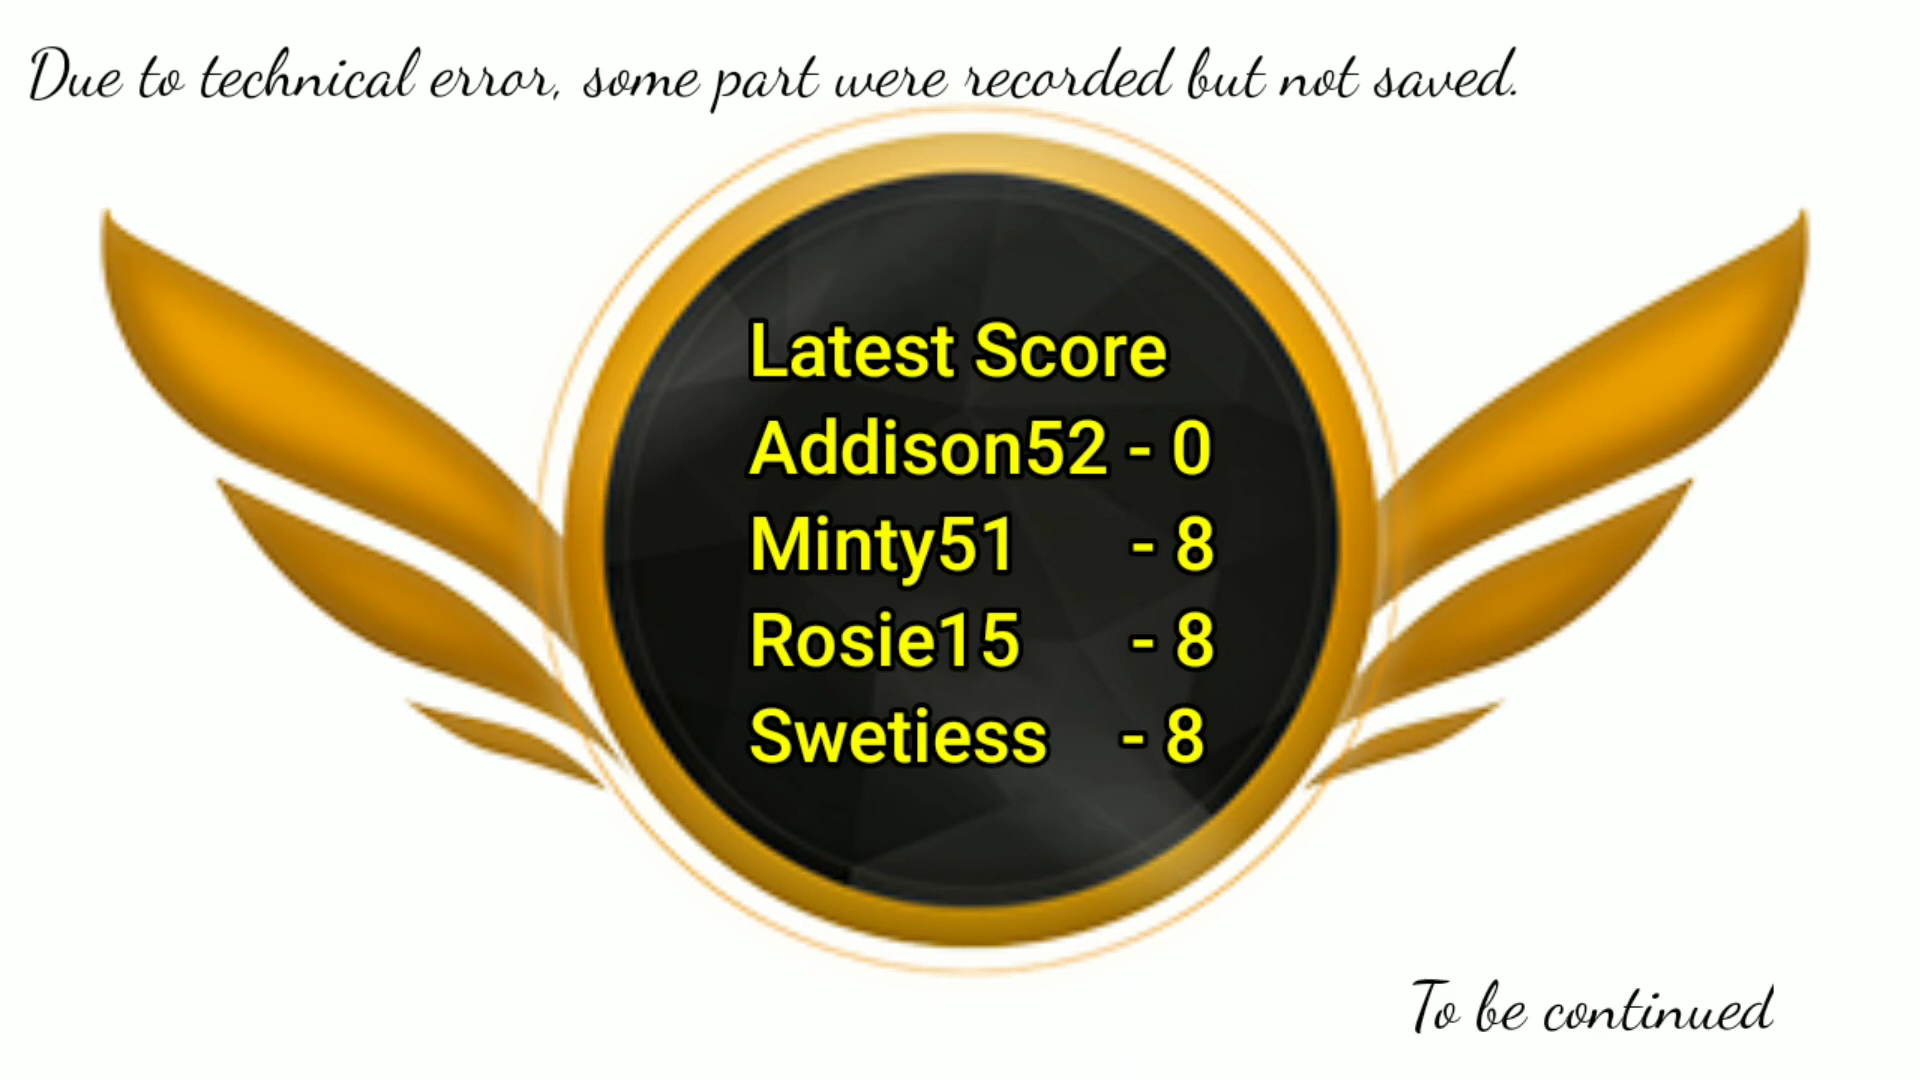 Due to technical error, some part were recorded but not saved.
Latest Score
Addison52 - 0
Minty51 - 8
Rosie15 - 8
Swetiess - 8
To be continued